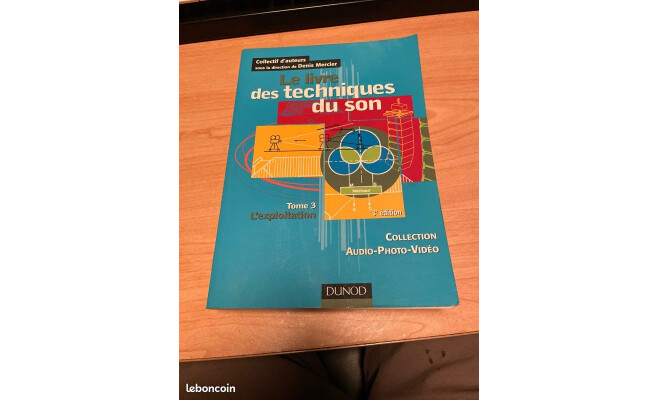 Collectif d'auteurs
sous la direction de Denis Mercier
Le livre
des techniques
du son
Tome 3
L'exploitation
3e édition
COLLECTION
AUDIO-PHOTO-VIDÉO
DUNOD
leboncoin